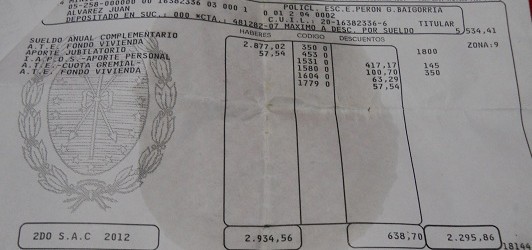 05-258-000000 00 16382336 03 000 1 0 01 2 04 0002
POLICL. ESC.E.PERON G.BAIGORRIA
ALVAREZ JUAN C.U.I.L. 20-16382336-6 TITULAR
DEPOSITADO EN SUC.: 000 *CTA.: 481282-07 MAXIMO A DESC. POR SUELDO 5,534,41
HABERES CODIGO DESCUENTOS ZONA:9
SUELDO ANUAL COMPLEMENTARIO 2.877,02 350 0 1800
A.T.E. FONDO VIVIENDA 57,54 453 0
APORTE JUBILATORIO 1531 417,17 145
I.A.P.O.S.-APORTE PERSONAL 1580 0 100,70 350
A.T.E.-CUOTA GREMIAL- 1604 0 63,29
A.T.E. FONDO VIVIENDA 1779 0 57,54
2DO S.A.C 2012 2.934,56 638,70 2.295,86